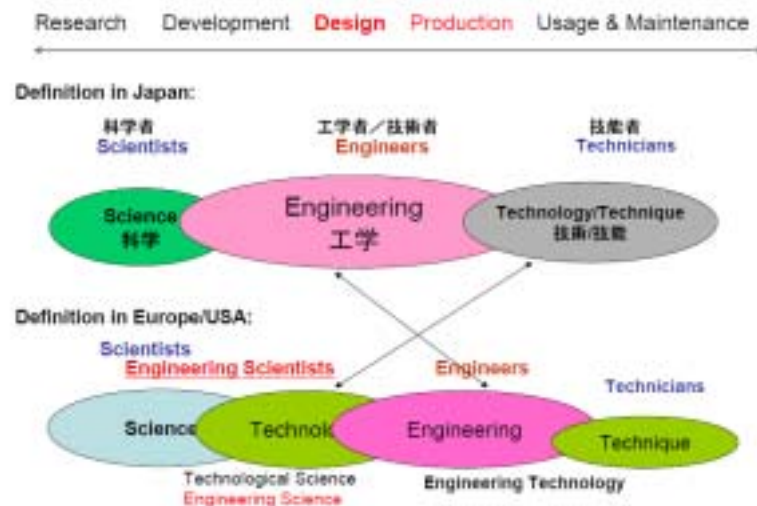 Research Development Design Production Usage & Maintenance
Definition in Japan:
科学者 工学者／技術者 技能者
Scientists Engineers Technicians
Science
科学
Engineering
工学
Technology/Technique
技術/技能
Definition in Europe/USA:
Scientists
Engineering Scientists Engineers
Technicians
Science Technolo Engineering Technique
Technological Science
Engineering Science
Engineering Technology